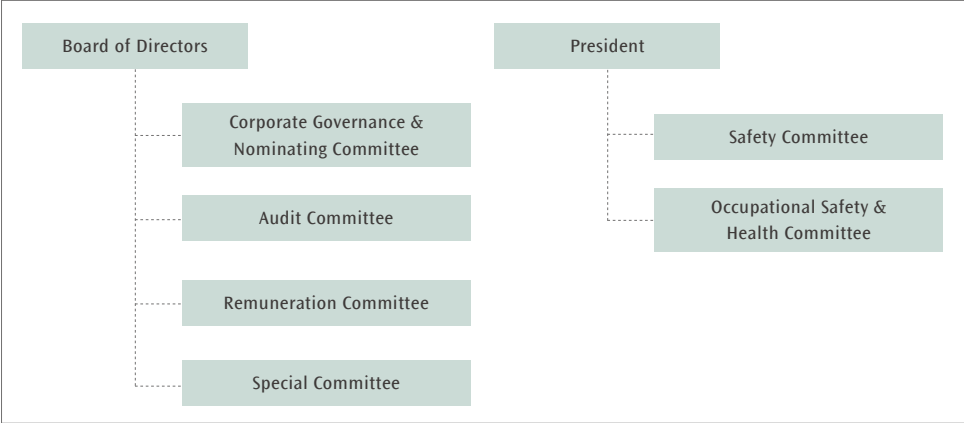 Board of Directors
Corporate Governance &
Nominating Committee
Audit Committee
Remuneration Committee
Special Committee
President
Safety Committee
Occupational Safety &
Health Committee